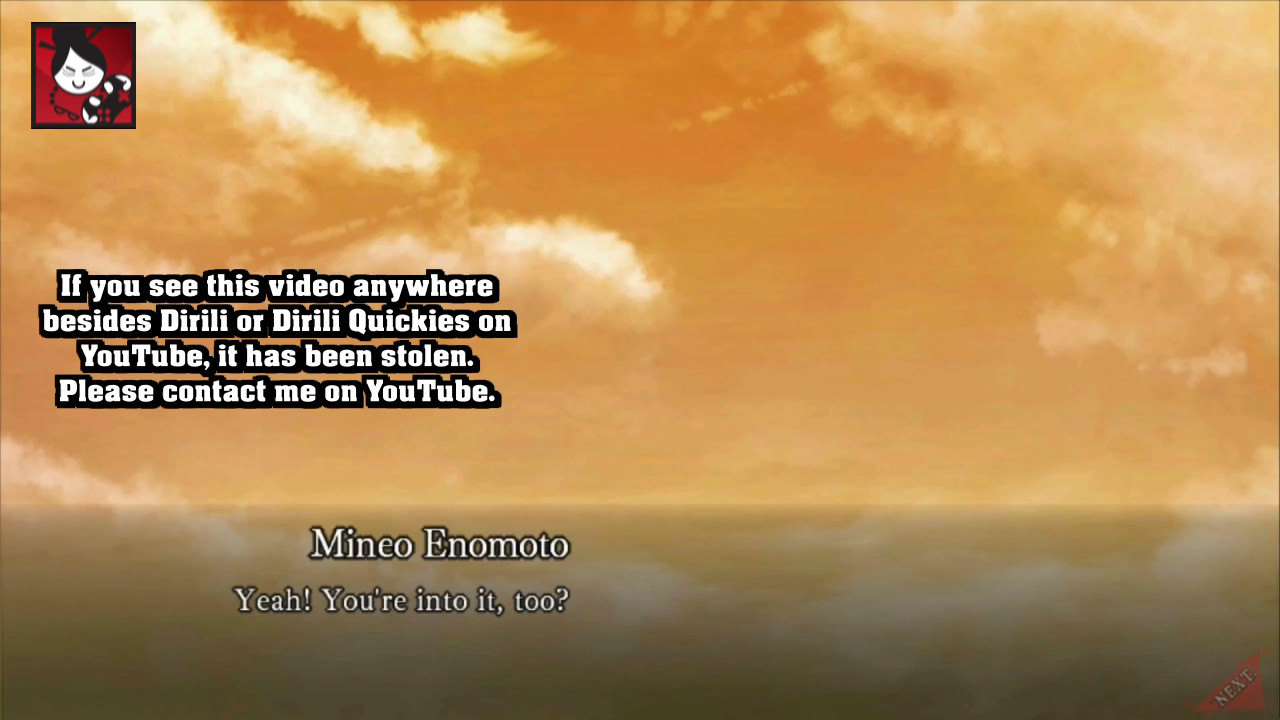 If you see this video anywhere
besides Dirili or Dirili Quickies on
YouTube, it has been stolen.
Please contact me on YouTube.
Mineo Enomoto
Yeah! You're into it, too?
NEXT.